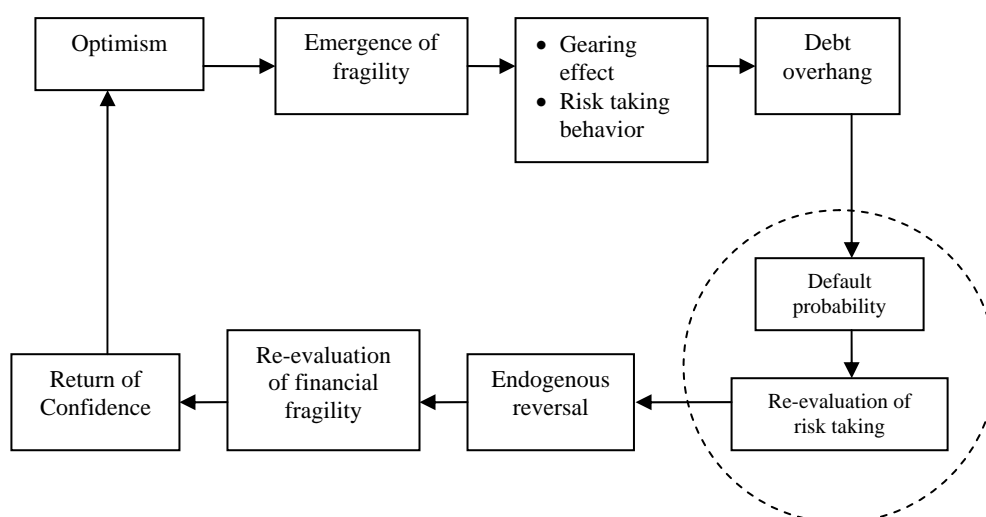 Optimism
Emergence of
fragility
• Gearing
effect
• Risk taking
behavior
Debt
overhang
Default
probability
Re-evaluation of
risk taking
Endogenous
reversal
Re-evaluation
of financial
fragility
Return of
Confidence